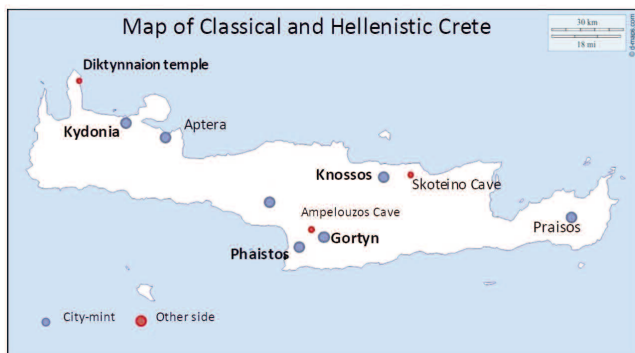 Map of Classical and Hellenistic Crete
30 km
18 mi
© d-maps.com
Diktynnaion temple
Kydonia
Aptera
Knossos
Skoteino Cave
Ampelouzos Cave
Praisos
Gortyn
Phaistos
City-mint
Other side